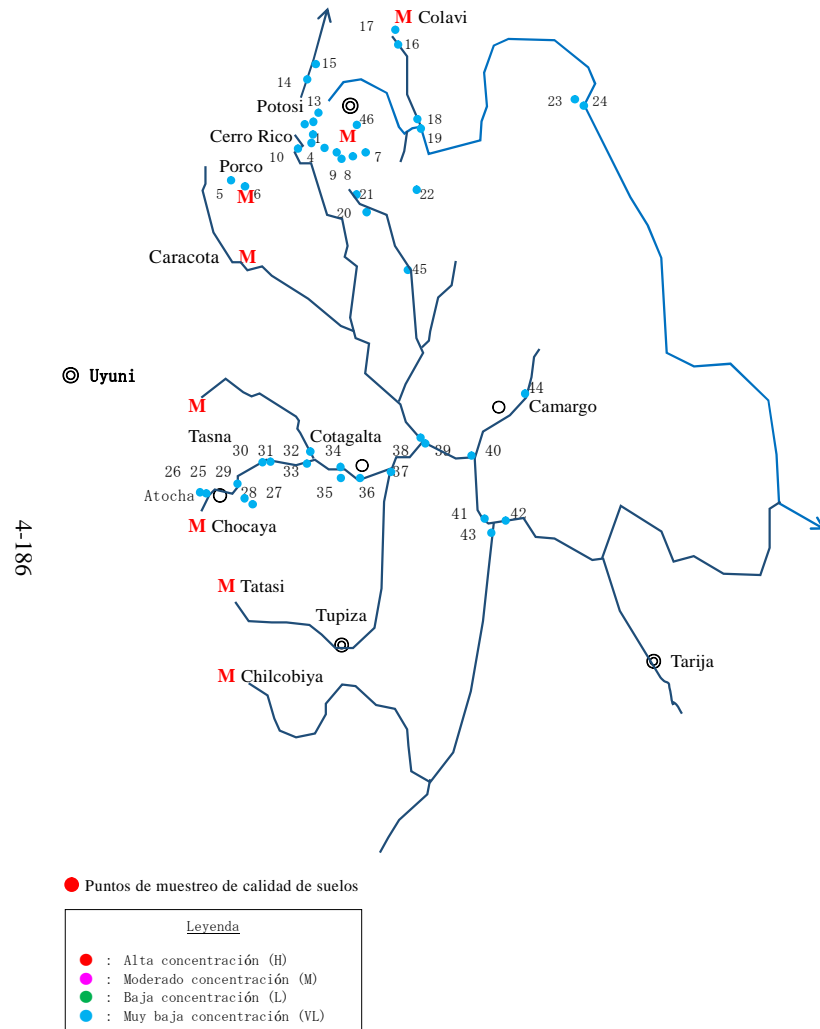 17 M Colavi
16
15
14
13
Potosi
46
18
19
23 24
Cerro Rico 1 M
10 4 7
9 8
Porco
5 6
M
21
22
20
Caracota M
45
Uyuni
44
M
Camargo
Tasna Cotagalta
30 31 32 34 38 39 40
33 37
26 25 29
35 36
28 27
Atocha
M Chocaya
41 42
43
4-186
M Tatasi
Tupiza
Tarija
M Chilcobiya
Puntos de muestreo de calidad de suelos
Leyenda
: Alta concentración (H)
: Moderado concentración (M)
: Baja concentración (L)
: Muy baja concentración (VL)